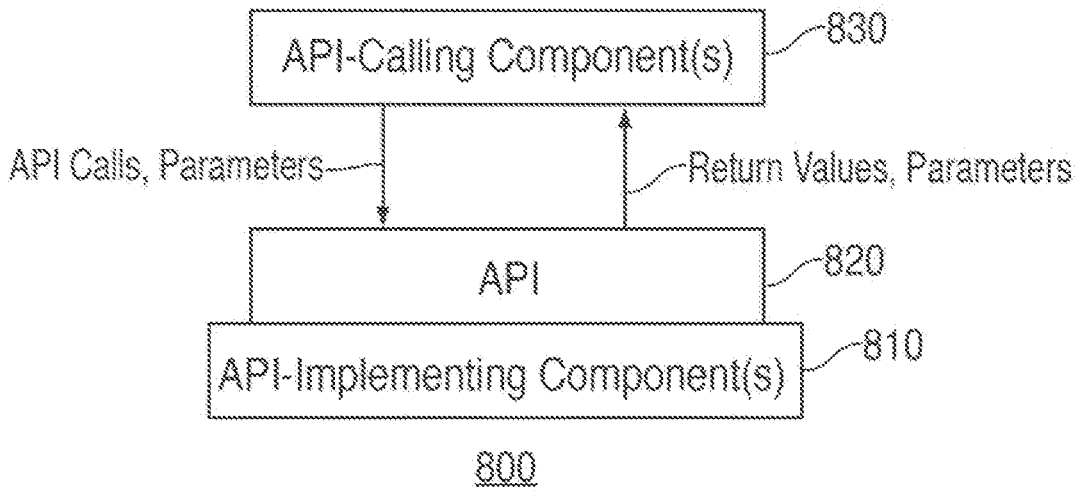 830
API-Calling Component(s)
API Calls, Parameters
Return Values, Parameters
API
820
API-Implementing Component(s)
810
800